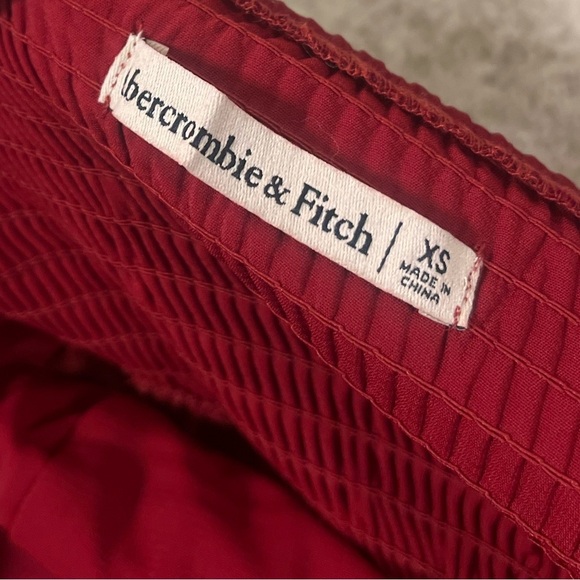 Abercrombie & Fitch
XS
MADE IN
CHINA